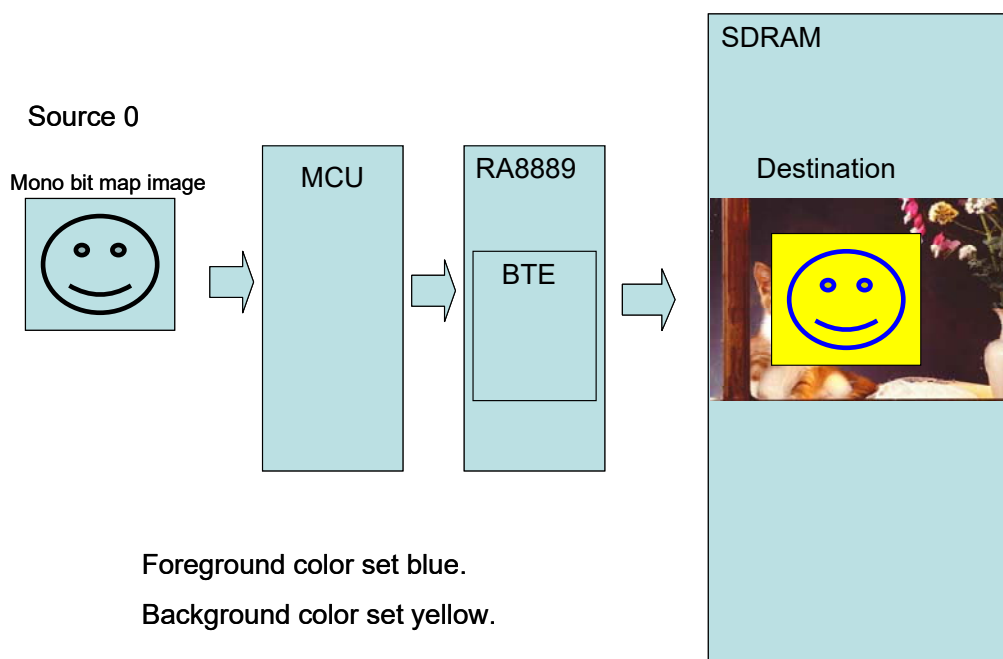 SDRAM
Source 0
Mono bit map image
MCU
RA8889
Destination
BTE
Foreground color set blue.
Background color set yellow.